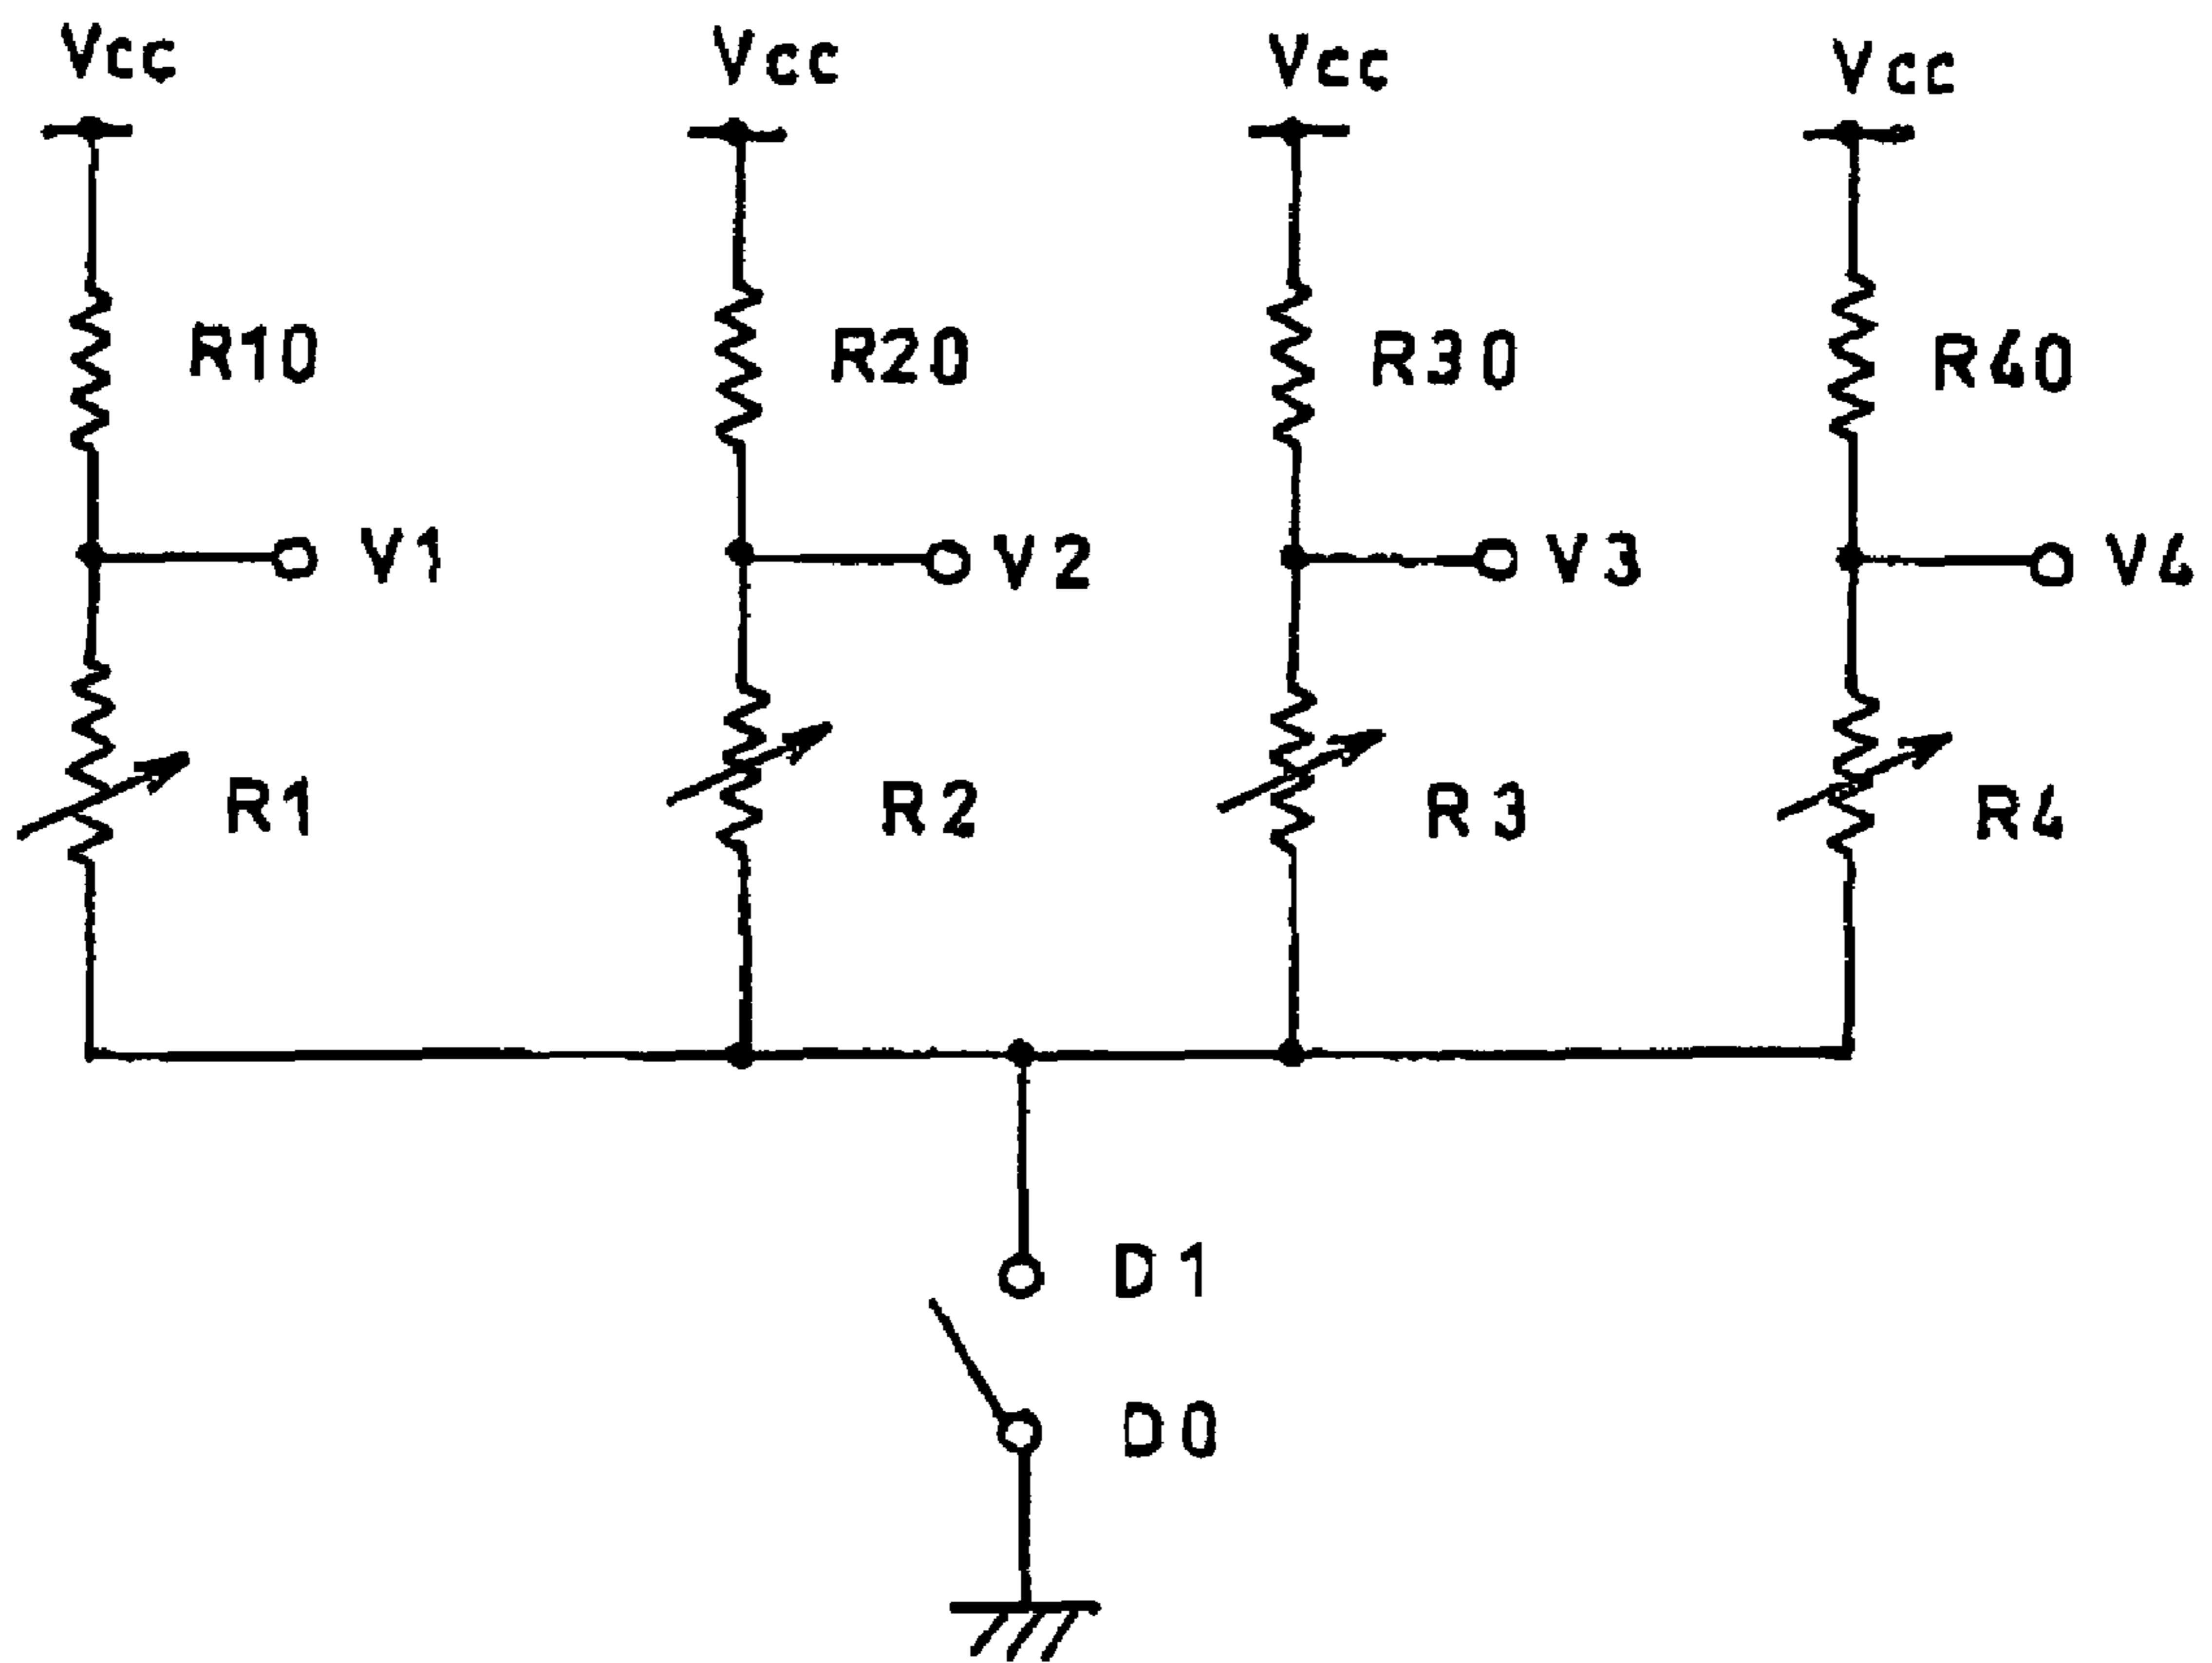 Vcc Vcc Vcc Vcc
R10 R20 R30 R40
V1 V2 V3 V4
R1 R2 R3 R4
D1
D0